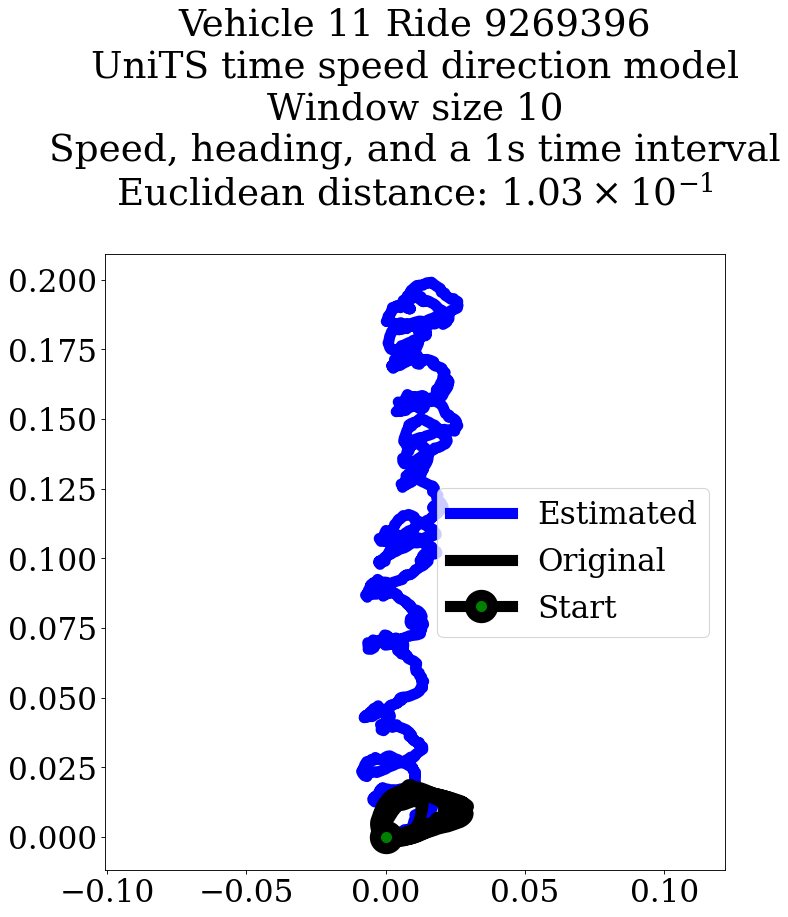 Vehicle 11 Ride 9269396
UniTS time speed direction model
Window size 10
Speed, heading, and a 1s time interval
Euclidean distance: 1.03 × 10⁻¹
0.200
0.175
0.150
0.125
0.100
0.075
0.050
0.025
0.000
Estimated
Original
Start
−0.10 −0.05 0.00 0.05 0.10